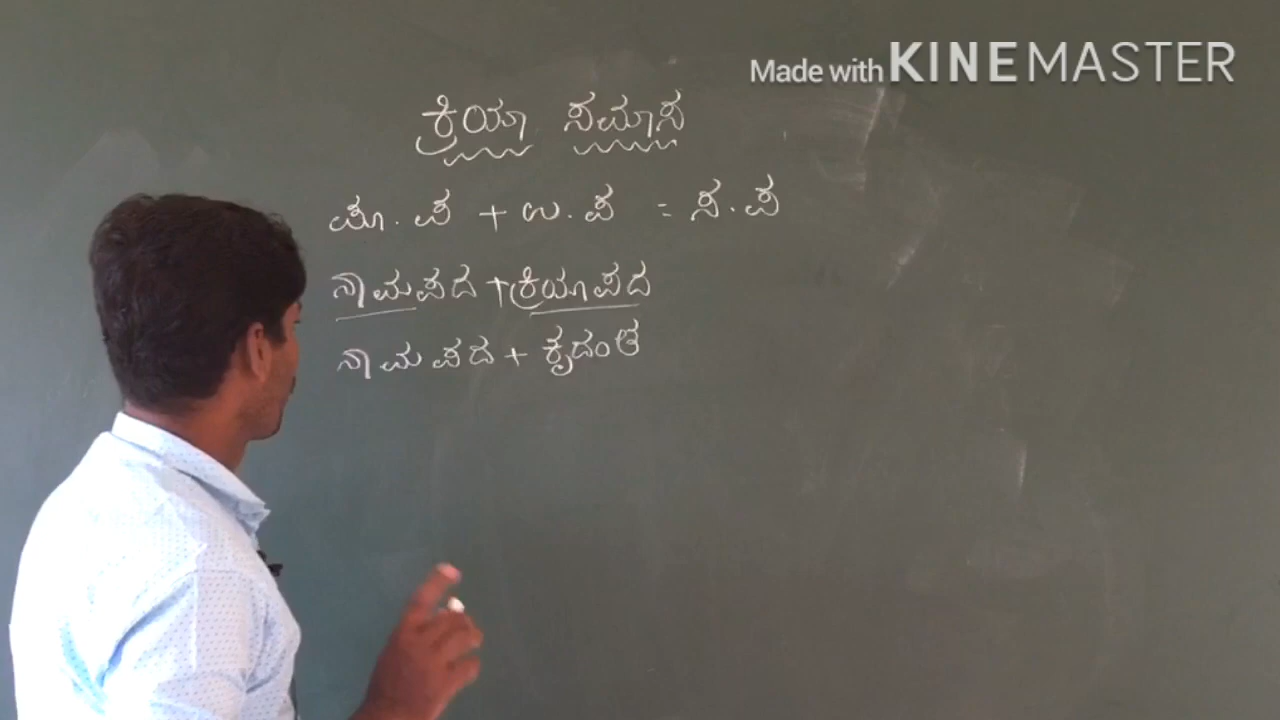 Made with KINEMASTER
ಕ್ರಿಯಾ ಸಮಾಸ
ಪೂ.ಪ + ಉ.ಪ = ಸ.ಪ
ನಾಮಪದ + ಕ್ರಿಯಾಪದ
ನಾಮಪದ + ಕೃದಂತ